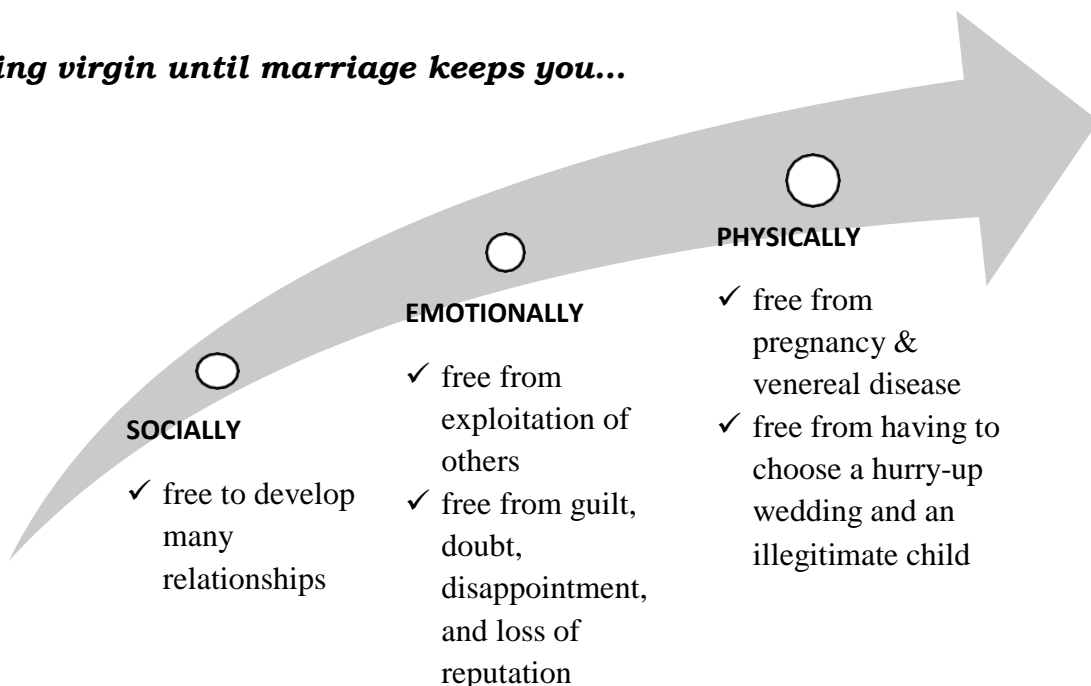 ing virgin until marriage keeps you...
SOCIALLY
✓ free to develop
many
relationships
EMOTIONALLY
✓ free from
exploitation of
others
✓ free from guilt,
doubt,
disappointment,
and loss of
reputation
PHYSICALLY
✓ free from
pregnancy &
venereal disease
✓ free from having to
choose a hurry-up
wedding and an
illegitimate child